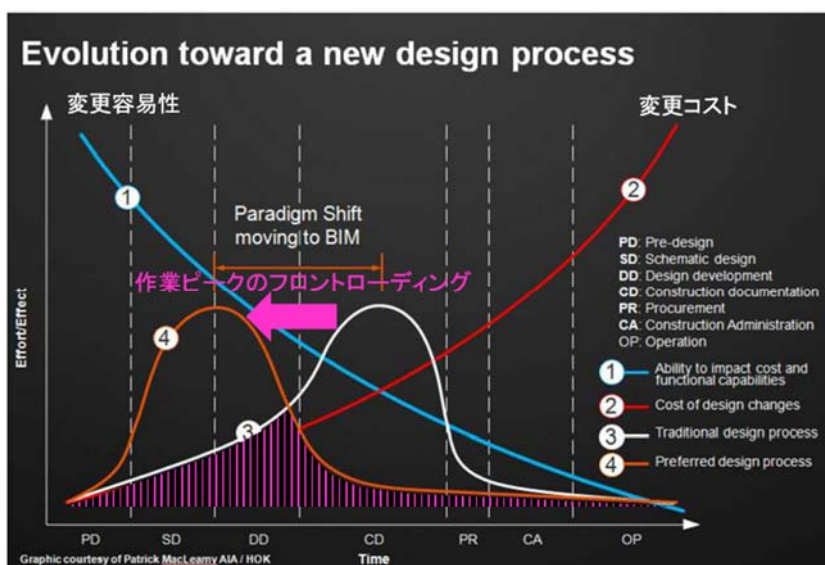 Evolution toward a new design process
変更容易性
変更コスト
1
2
Paradigm Shift
moving to BIM
作業ピークのフロントローディング
4
3
Effort/Effect
PD: Pre-design
SD: Schematic design
DD: Design development
CD: Construction documentation
PR: Procurement
CA: Construction Administration
OP: Operation
1 Ability to impact cost and
functional capabilities
2 Cost of design changes
3 Traditional design process
4 Preferred design process
PD SD DD CD PR CA OP
Graphic courtesy of Patrick MacLeamy AIA / HOK
Time